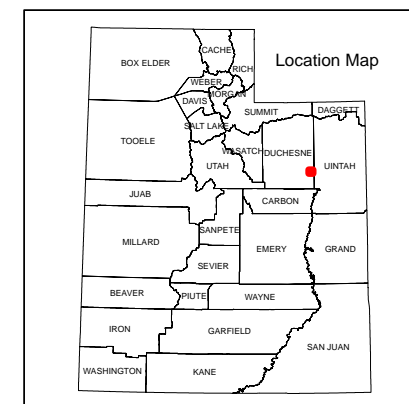 Location Map
BOX ELDER
CACHE
RICH
WEBER
MORGAN
DAVIS
SUMMIT
DAGGETT
SALT LAKE
TOOELE
WASATCH
DUCHESNE
UINTAH
UTAH
JUAB
CARBON
SANPETE
MILLARD
EMERY
GRAND
SEVIER
BEAVER
PIUTE
WAYNE
IRON
GARFIELD
SAN JUAN
WASHINGTON
KANE